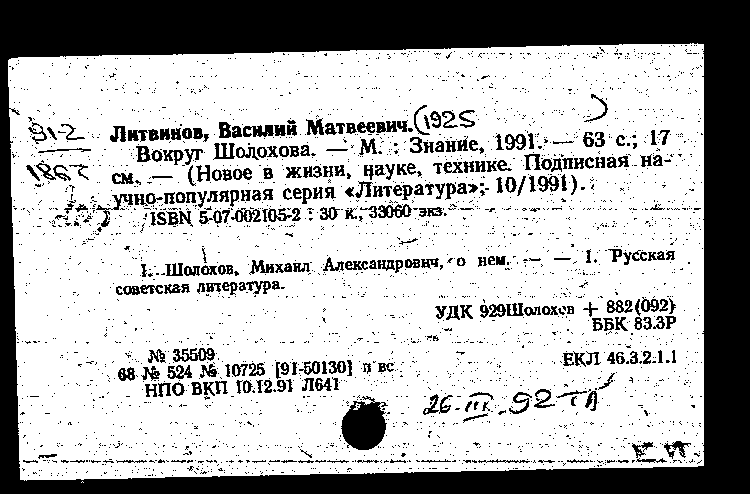 91-2 Литвинов, Василий Матвеевич. (1925 )
Вокруг Шолохова. — М. : Знание, 1991. — 63 с.; 17
см. — (Новое в жизни, науке, технике. Подписная на-
учно-популярная серия «Литература»; 10/1991).
ISBN 5-07-002105-2 : 30 к., 33060 экз.
1. Шолохов, Михаил Александрович, о нем. — — 1. Русская
советская литература.
УДК 929Шолохов + 882(092)
ББК 83.3Р
№ 35509
68 № 524 № 10725 [91-50130] п вс
ЕКЛ 46.3.2.1.1
НПО ВКП 10.12.91 Л641
26-III-92